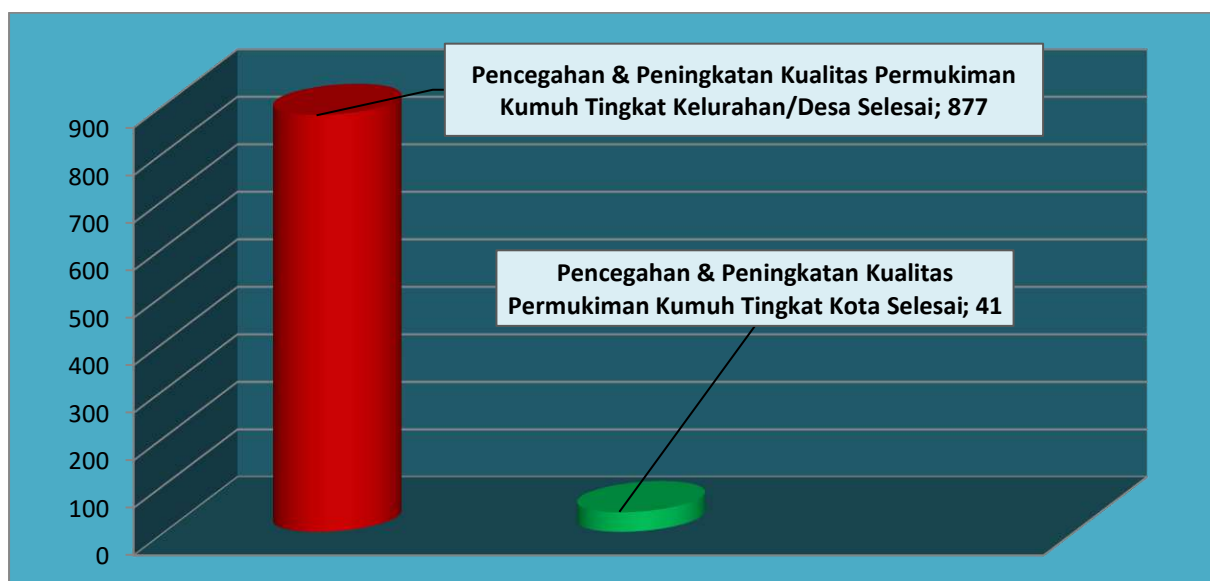 Pencegahan & Peningkatan Kualitas Permukiman
Kumuh Tingkat Kelurahan/Desa Selesai; 877
900
800
700
600
500
400
300
200
100
0
Pencegahan & Peningkatan Kualitas
Permukiman Kumuh Tingkat Kota Selesai; 41